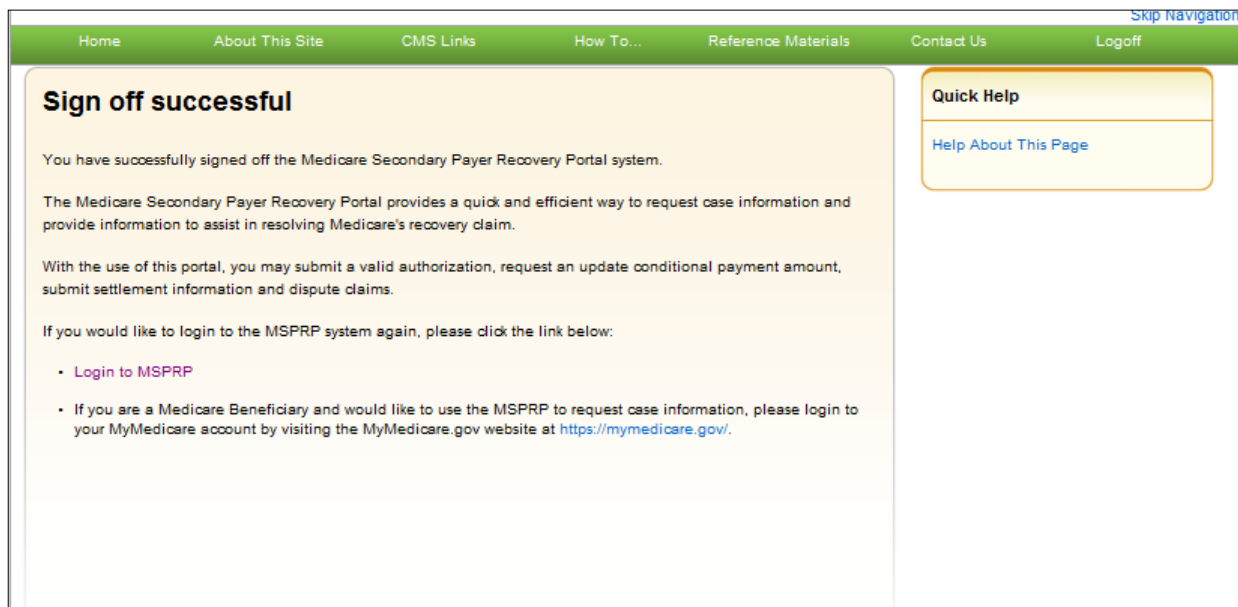 Skip Navigation
Home About This Site CMS Links How To... Reference Materials Contact Us Logoff
Sign off successful
You have successfully signed off the Medicare Secondary Payer Recovery Portal system.
The Medicare Secondary Payer Recovery Portal provides a quick and efficient way to request case information and
provide information to assist in resolving Medicare's recovery claim.
With the use of this portal, you may submit a valid authorization, request an update conditional payment amount,
submit settlement information and dispute claims.
If you would like to login to the MSPRP system again, please click the link below:
• Login to MSPRP
• If you are a Medicare Beneficiary and would like to use the MSPRP to request case information, please login to
your MyMedicare account by visiting the MyMedicare.gov website at https://mymedicare.gov/.
Quick Help
Help About This Page